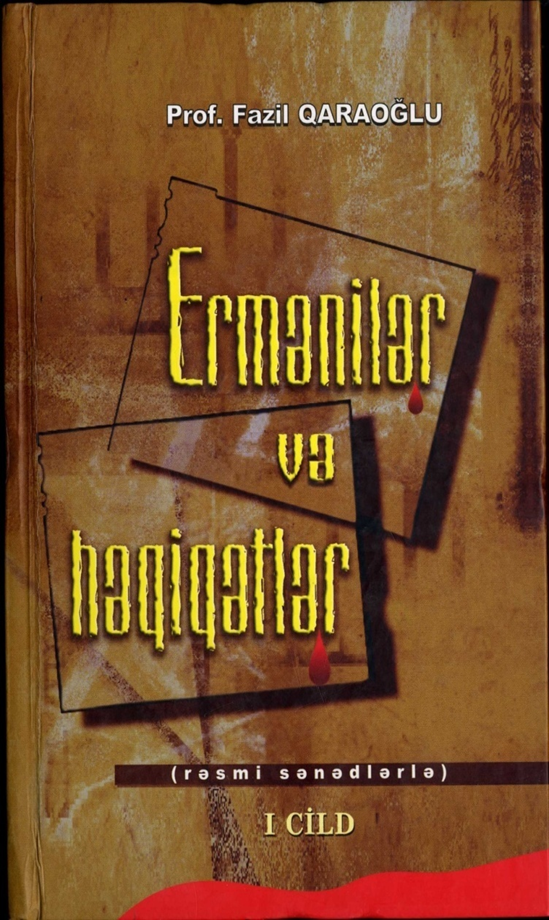 Prof. Fazil QARAOĞLU
Ermənilər
və
həqiqətlər
(rəsmi sənədlərlə)
I CİLD